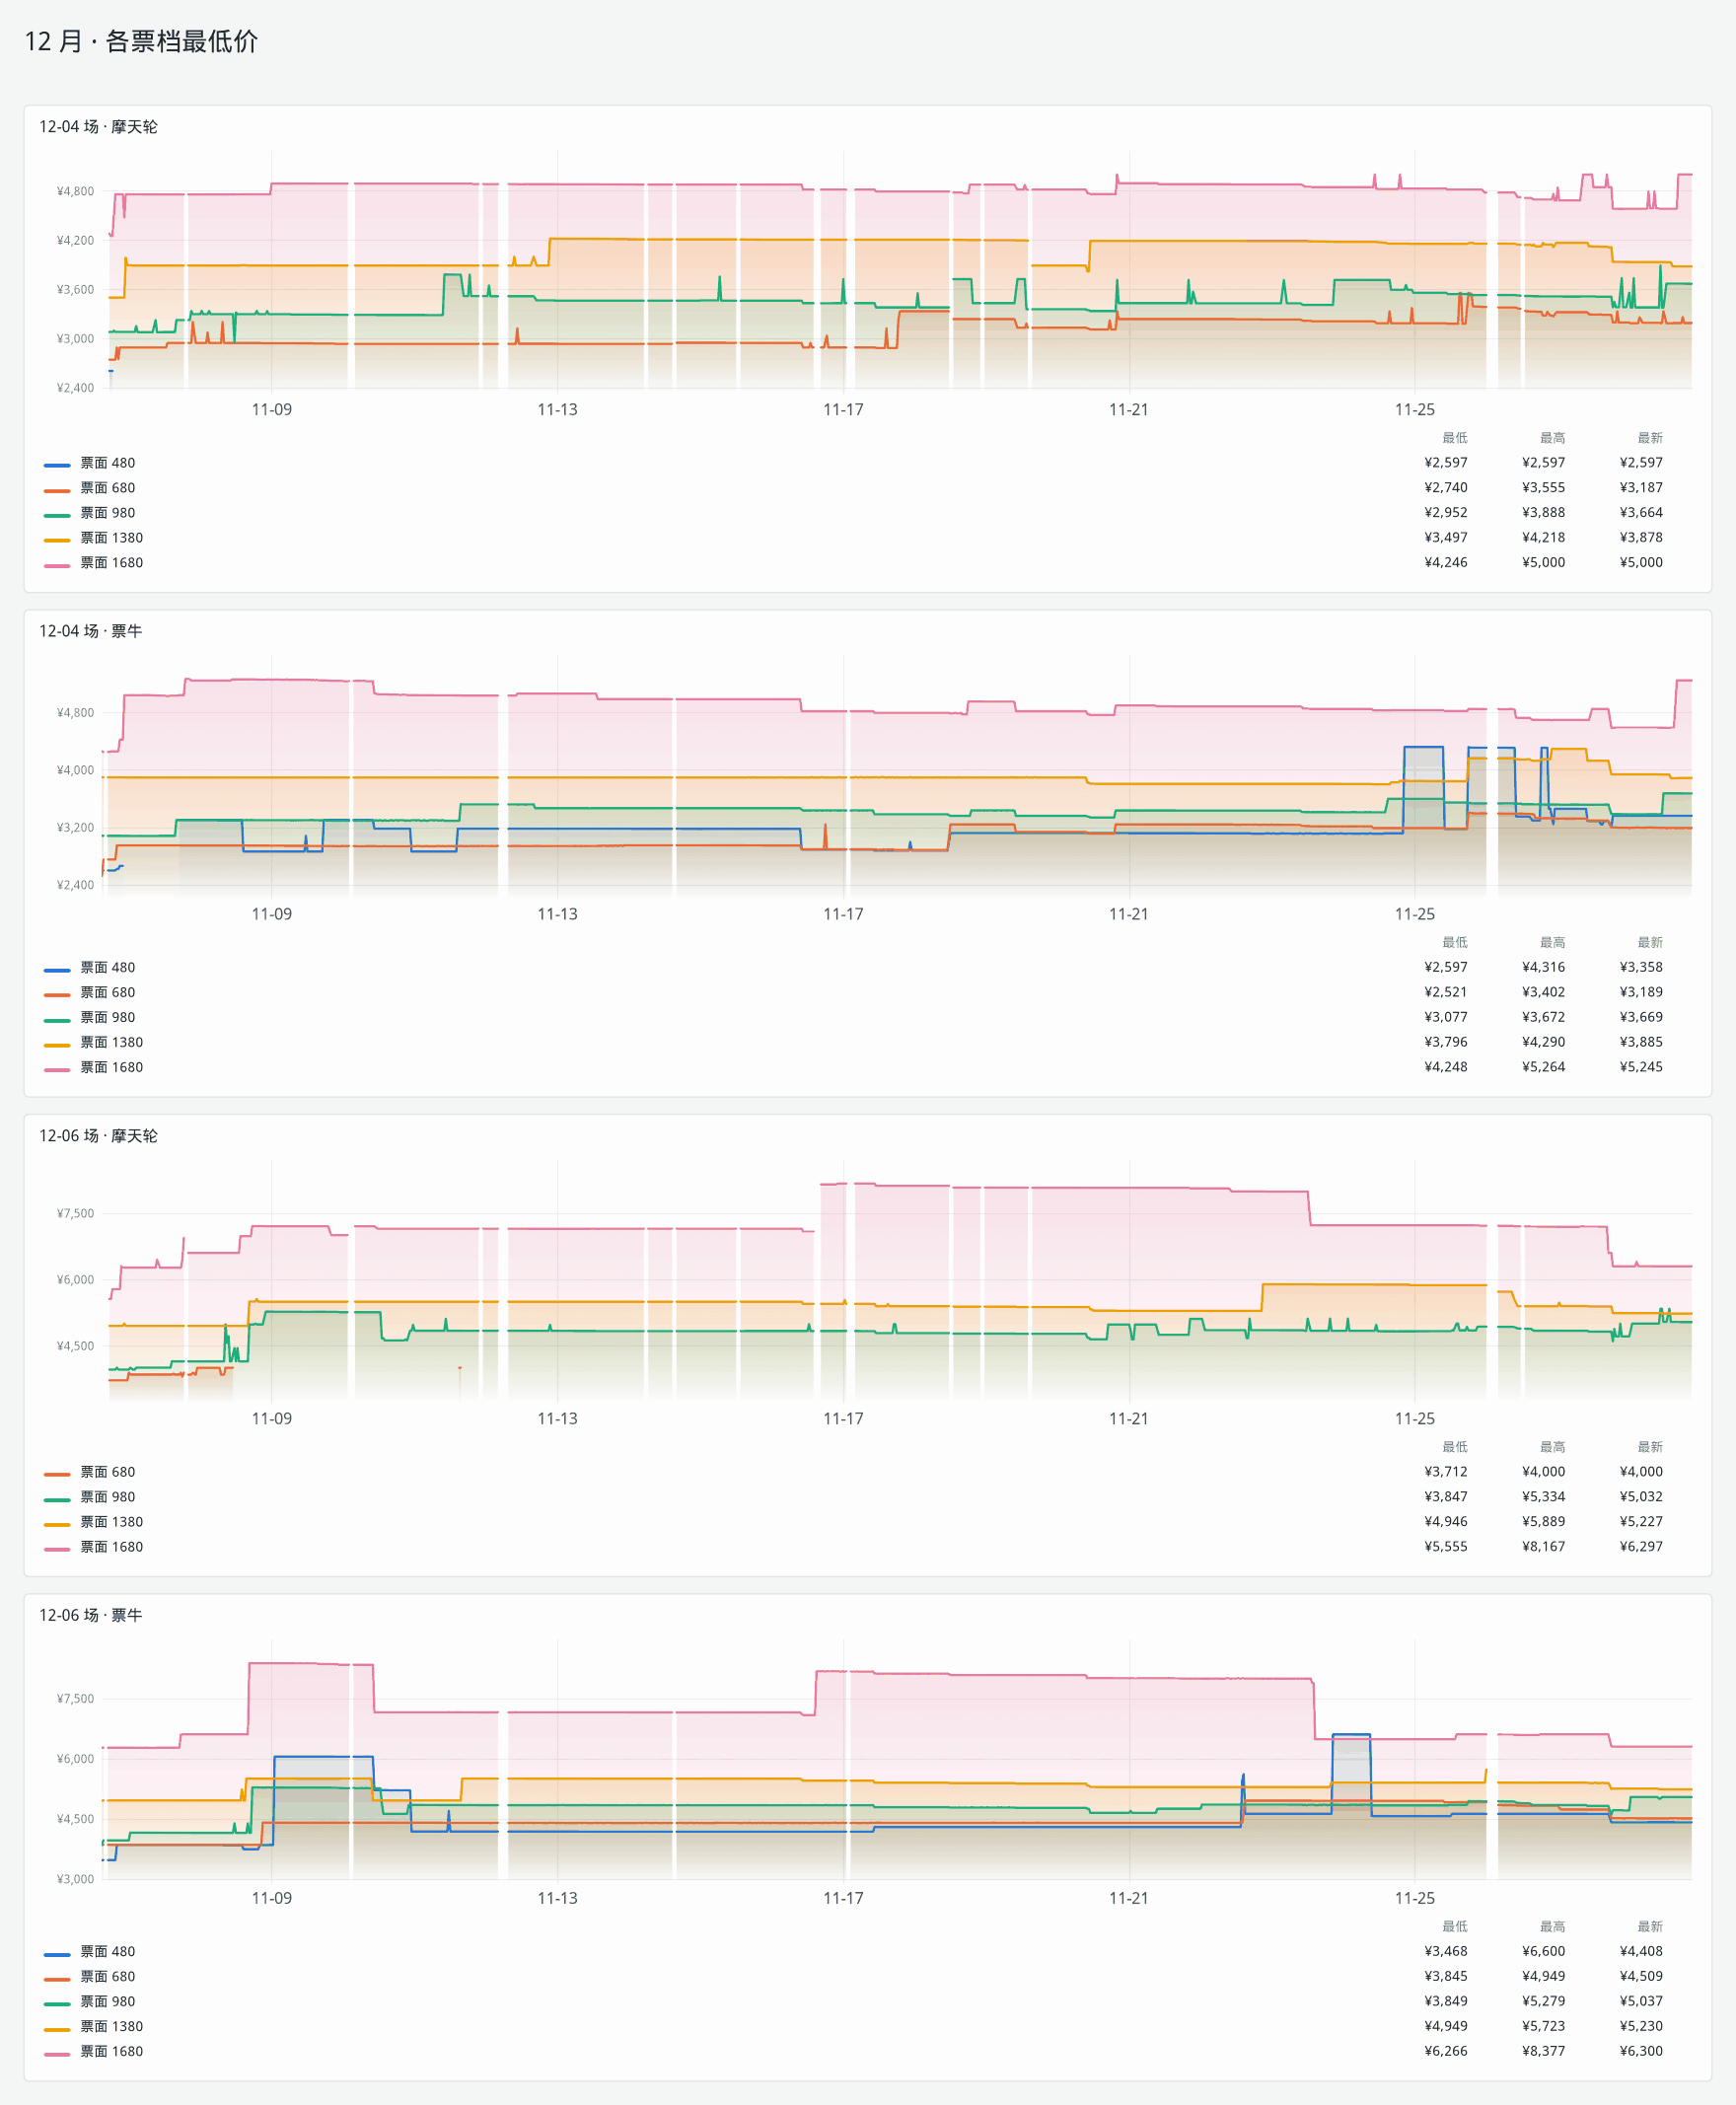 12 月 · 各票档最低价
12-04 场 · 摩天轮
¥4,800
¥4,200
¥3,600
¥3,000
¥2,400
11-09 11-13 11-17 11-21 11-25
最低 最高 最新
票面 480 ¥2,597 ¥2,597 ¥2,597
票面 680 ¥2,740 ¥3,555 ¥3,187
票面 980 ¥2,952 ¥3,888 ¥3,664
票面 1380 ¥3,497 ¥4,218 ¥3,878
票面 1680 ¥4,246 ¥5,000 ¥5,000
12-04 场 · 票牛
¥4,800
¥4,000
¥3,200
¥2,400
11-09 11-13 11-17 11-21 11-25
最低 最高 最新
票面 480 ¥2,597 ¥4,316 ¥3,358
票面 680 ¥2,521 ¥3,402 ¥3,189
票面 980 ¥3,077 ¥3,672 ¥3,669
票面 1380 ¥3,796 ¥4,290 ¥3,885
票面 1680 ¥4,248 ¥5,264 ¥5,245
12-06 场 · 摩天轮
¥7,500
¥6,000
¥4,500
11-09 11-13 11-17 11-21 11-25
最低 最高 最新
票面 680 ¥3,712 ¥4,000 ¥4,000
票面 980 ¥3,847 ¥5,334 ¥5,032
票面 1380 ¥4,946 ¥5,889 ¥5,227
票面 1680 ¥5,555 ¥8,167 ¥6,297
12-06 场 · 票牛
¥7,500
¥6,000
¥4,500
¥3,000
11-09 11-13 11-17 11-21 11-25
最低 最高 最新
票面 480 ¥3,468 ¥6,600 ¥4,408
票面 680 ¥3,845 ¥4,949 ¥4,509
票面 980 ¥3,849 ¥5,279 ¥5,037
票面 1380 ¥4,949 ¥5,723 ¥5,230
票面 1680 ¥6,266 ¥8,377 ¥6,300